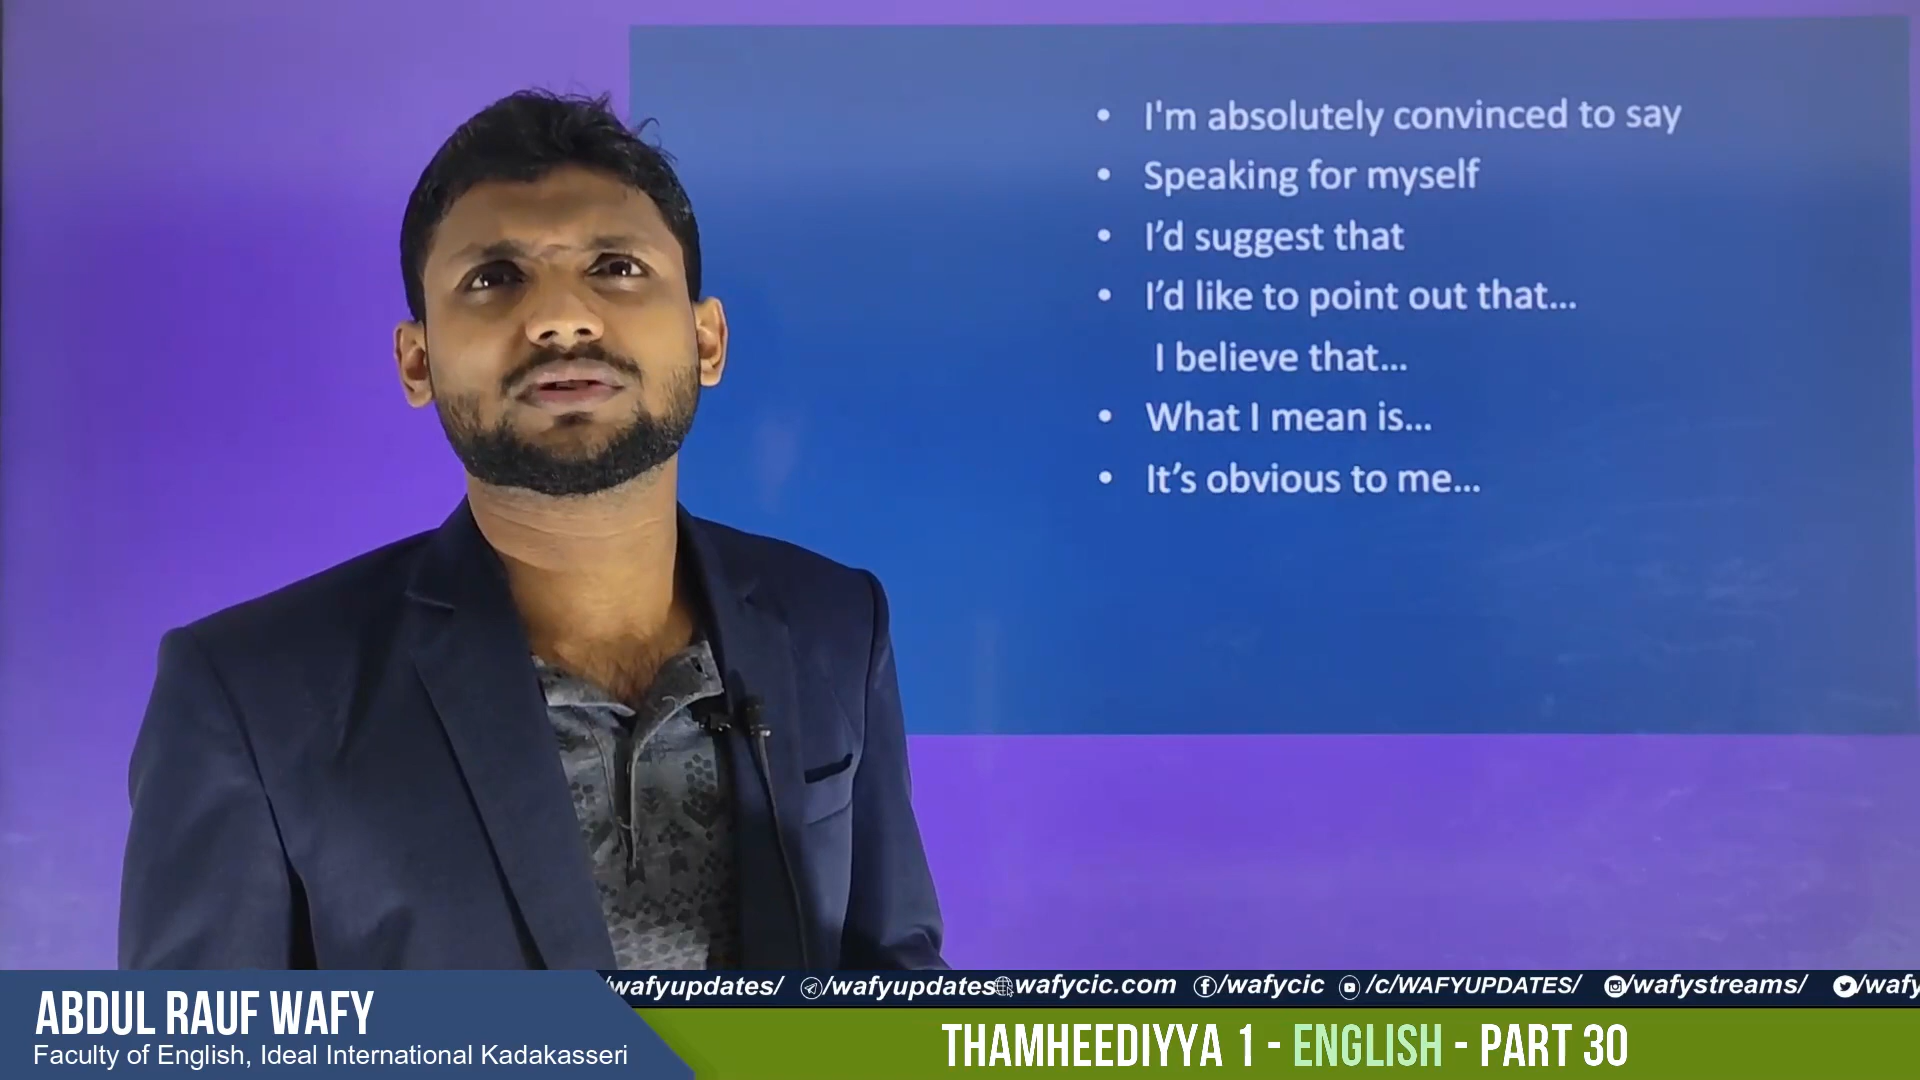 • I'm absolutely convinced to say
• Speaking for myself
• I’d suggest that
• I’d like to point out that...
I believe that...
• What I mean is...
• It’s obvious to me...
/wafyupdates/ /wafyupdates wafycic.com /wafycic /c/WAFYUPDATES/ /wafystreams/ /wafy
ABDUL RAUF WAFY
Faculty of English, Ideal International Kadakasseri
THAMHEEDIYYA 1 - ENGLISH - PART 30